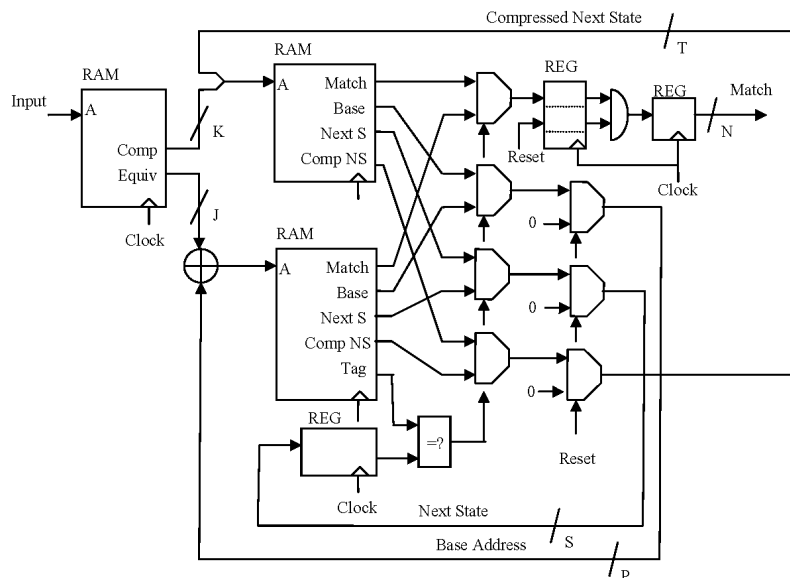 Compressed Next State
T
RAM
Input
A
Comp
Equiv
Clock
K
J
RAM
A
Match
Base
Next S
Comp NS
REG
Reset
REG
Match
N
Clock
RAM
A
Match
Base
Next S
Comp NS
Tag
0
0
0
Reset
REG
Clock
=?
Next State
S
Base Address
P